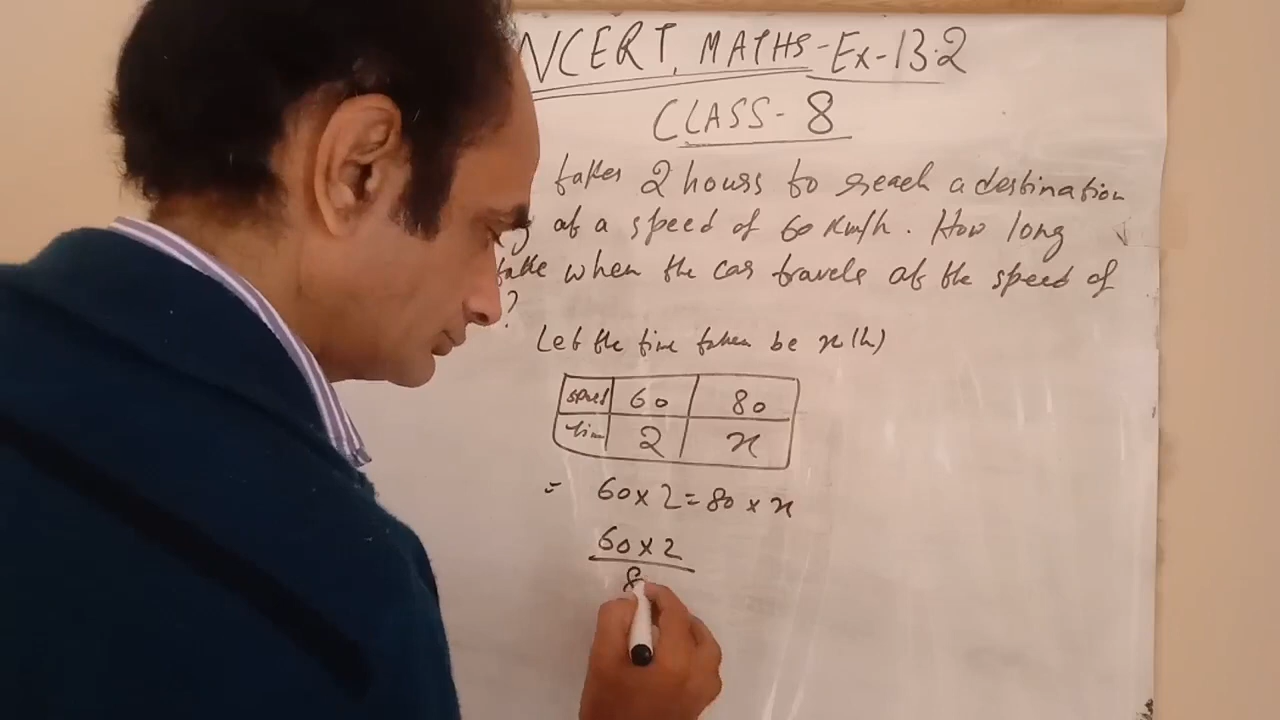 NCERT, MATHS - Ex-13.2
CLASS- 8
takes 2 hours to reach a destination
at a speed of 60 Km/h. How long
take when the car travels at the speed of
?
Let the time taken be x (h)
speed 60 80
time 2 x
= 60 x 2 = 80 x x
60 x 2
8